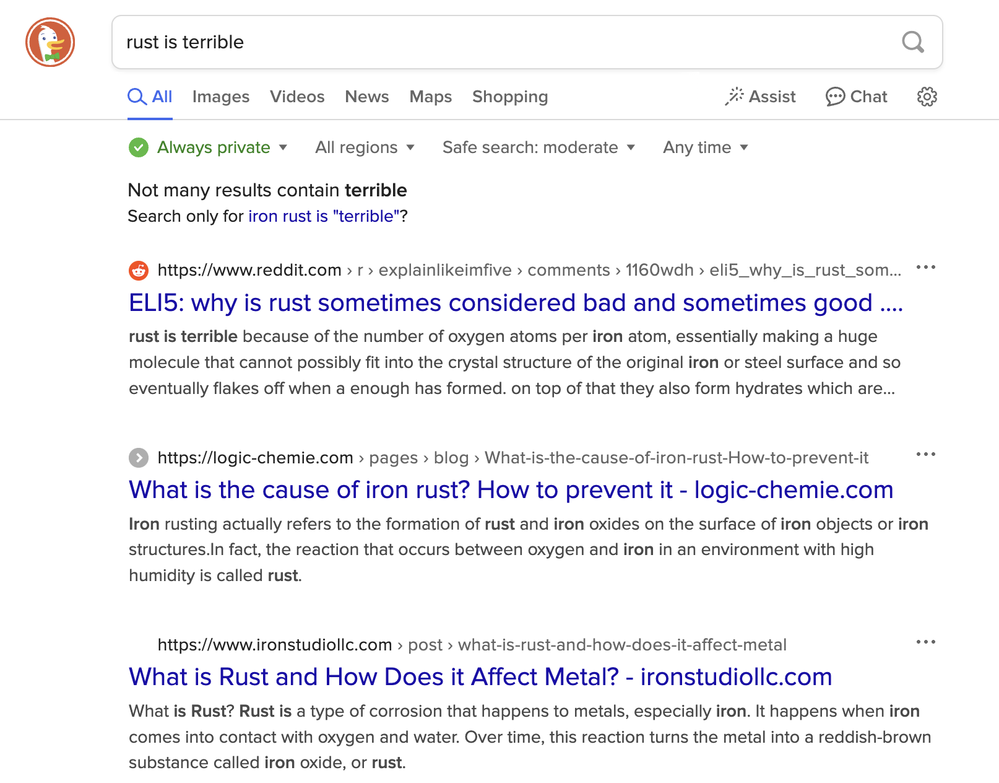 rust is terrible
All Images Videos News Maps Shopping Assist Chat
Always private All regions Safe search: moderate Any time
Not many results contain terrible
Search only for iron rust is "terrible"?
https://www.reddit.com › r › explainlikeimfive › comments › 1160wdh › eli5_why_is_rust_som...
ELI5: why is rust sometimes considered bad and sometimes good ....
rust is terrible because of the number of oxygen atoms per iron atom, essentially making a huge
molecule that cannot possibly fit into the crystal structure of the original iron or steel surface and so
eventually flakes off when a enough has formed. on top of that they also form hydrates which are...
https://logic-chemie.com › pages › blog › What-is-the-cause-of-iron-rust-How-to-prevent-it
What is the cause of iron rust? How to prevent it - logic-chemie.com
Iron rusting actually refers to the formation of rust and iron oxides on the surface of iron objects or iron
structures.In fact, the reaction that occurs between oxygen and iron in an environment with high
humidity is called rust.
https://www.ironstudiollc.com › post › what-is-rust-and-how-does-it-affect-metal
What is Rust and How Does it Affect Metal? - ironstudiollc.com
What is Rust? Rust is a type of corrosion that happens to metals, especially iron. It happens when iron
comes into contact with oxygen and water. Over time, this reaction turns the metal into a reddish-brown
substance called iron oxide, or rust.